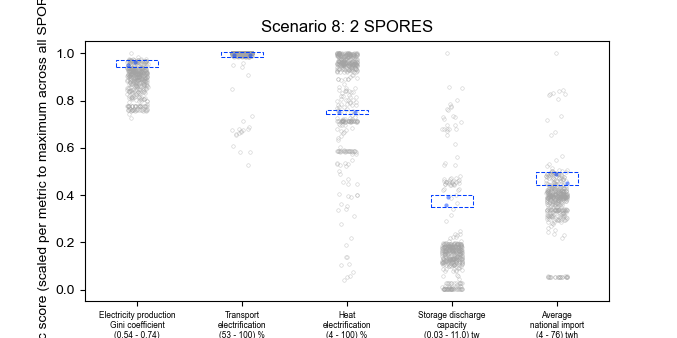 Scenario 8: 2 SPORES
c score (scaled per metric to maximum across all SPOR
1.0
0.8
0.6
0.4
0.2
0.0
Electricity production
Gini coefficient
(0.54 - 0.74)
Transport
electrification
(53 - 100) %
Heat
electrification
(4 - 100) %
Storage discharge
capacity
(0.03 - 11.0) tw
Average
national import
(4 - 76) twh